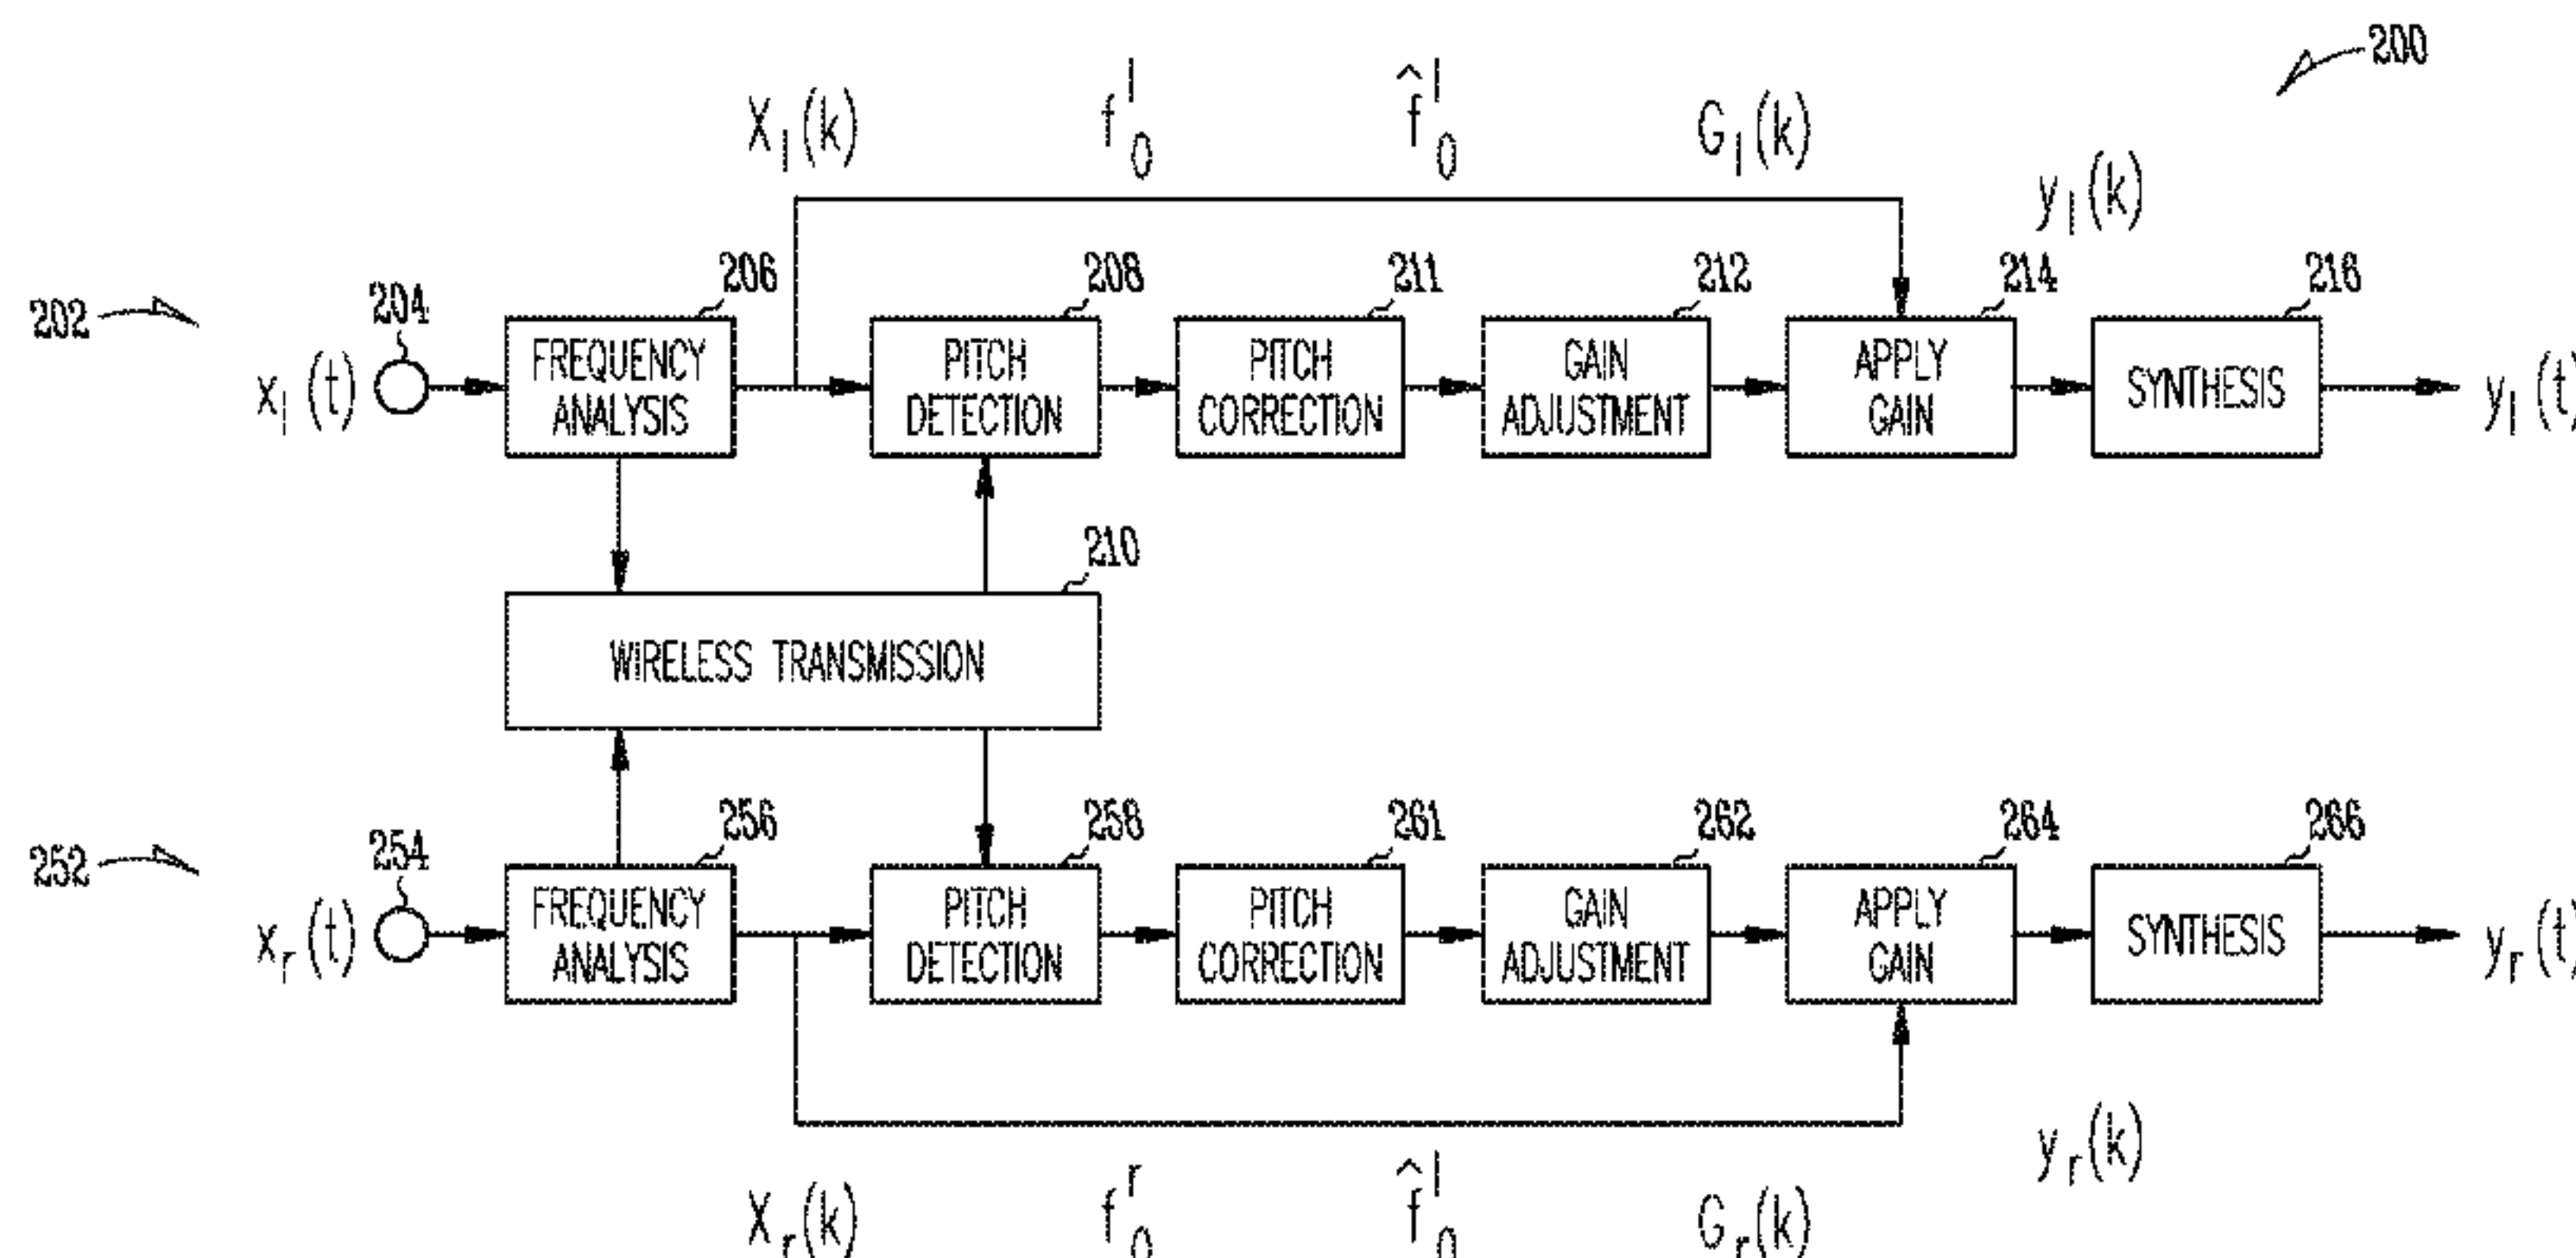 200
X_l(k) f_0^l f̂_0^l G_l(k)
y_l(k)
202
204
206
208
211
212
214
216
x_l(t)
FREQUENCY
ANALYSIS
PITCH
DETECTION
PITCH
CORRECTION
GAIN
ADJUSTMENT
APPLY
GAIN
SYNTHESIS
y_l(t)
210
WIRELESS TRANSMISSION
252
254
256
258
261
262
264
266
x_r(t)
FREQUENCY
ANALYSIS
PITCH
DETECTION
PITCH
CORRECTION
GAIN
ADJUSTMENT
APPLY
GAIN
SYNTHESIS
y_r(t)
y_r(k)
X_r(k) f_0^r f̂_0^l G_r(k)